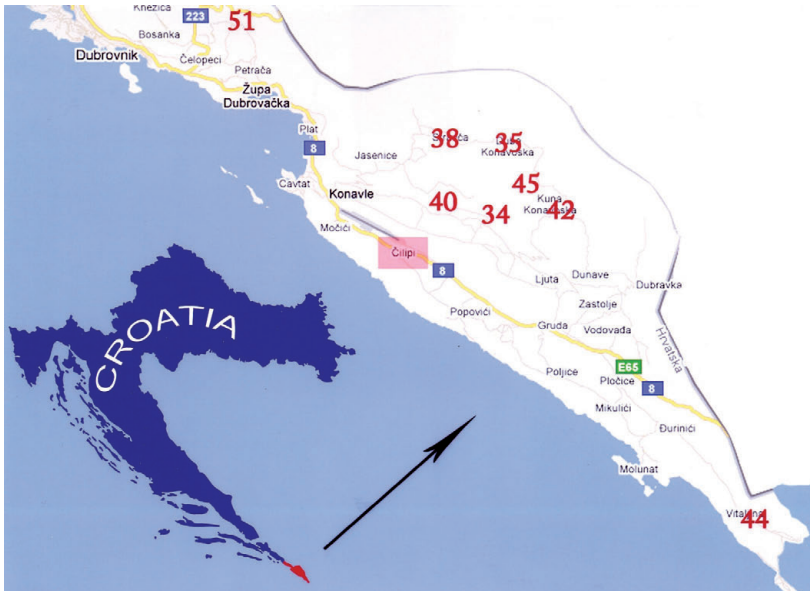 Knežica
223
51
Bosanka
Dubrovnik
Čelopeci
Petrača
Župa
Dubrovačka
Plat
8
38
35
Konavoska
Jasenice
45
Cavtat
Konavle
40
34
Kuna
Konavoska
42
Močići
Čilipi
8
Ljuta
Dunave
Dubravka
Popovići
Zastolje
Gruda
Vodovađa
Hrvatska
E65
Poljice
Pločice
8
Mikulići
Đurinići
Molunat
44
CROATIA